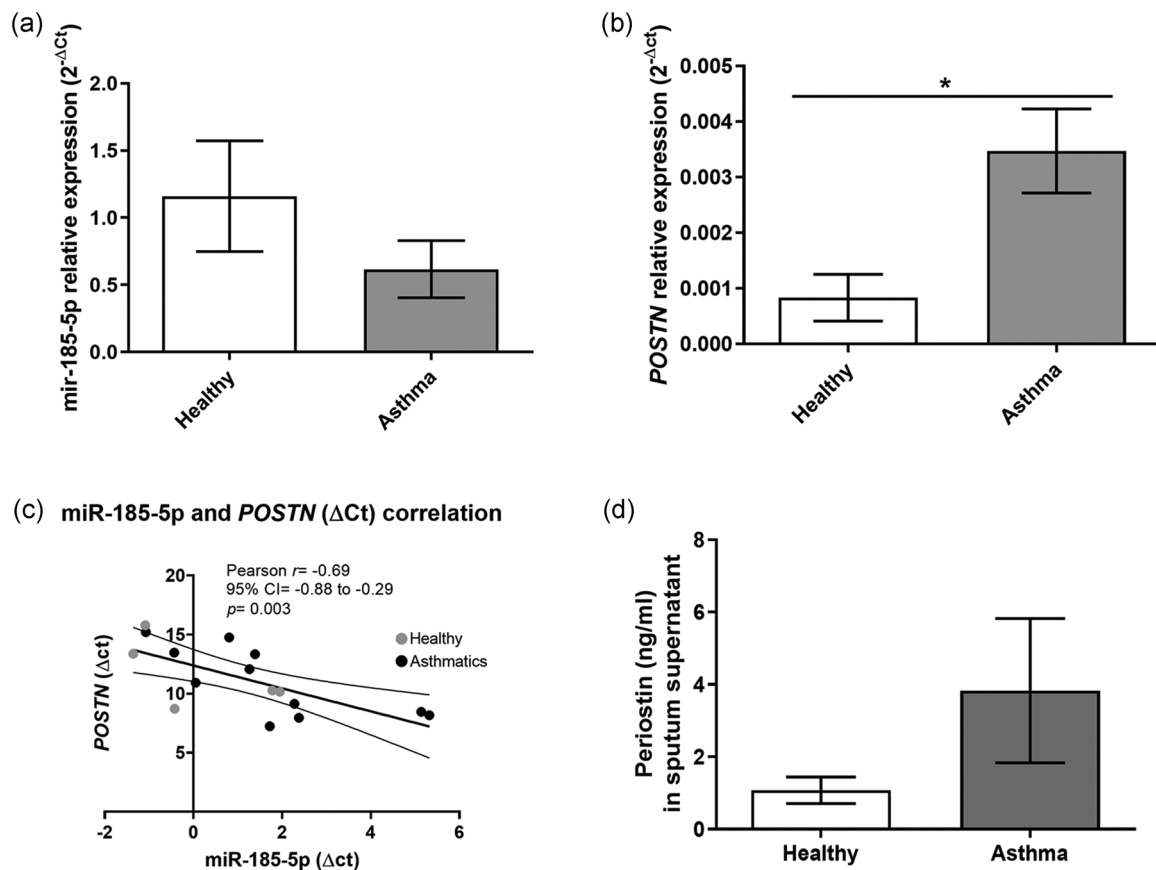 (a)
mir-185-5p relative expression (2^-ΔCt)
2.0
1.5
1.0
0.5
0.0
Healthy
Asthma
(b)
POSTN relative expression (2^-Δct)
0.005
0.004
0.003
0.002
0.001
0.000
*
Healthy
Asthma
(c)
miR-185-5p and POSTN (ΔCt) correlation
Pearson r= -0.69
95% CI= -0.88 to -0.29
p= 0.003
Healthy
Asthmatics
POSTN (Δct)
20
15
10
5
-2
0
2
4
6
miR-185-5p (Δct)
(d)
Periostin (ng/ml)
in sputum supernatant
8
6
4
2
0
Healthy
Asthma